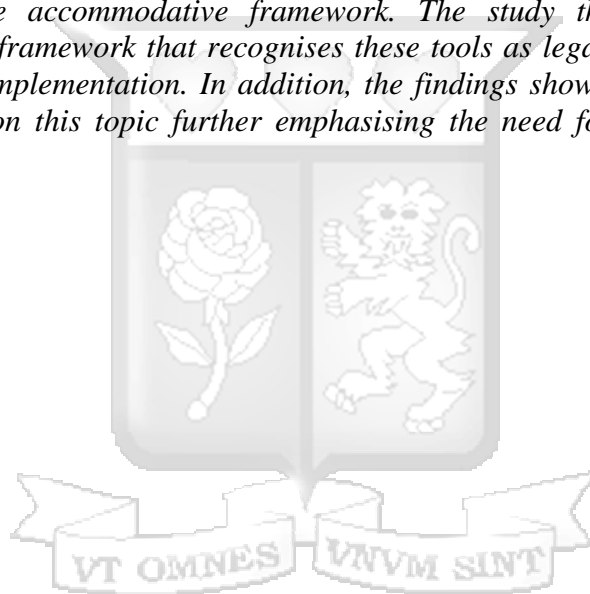 e accommodative framework. The study th
framework that recognises these tools as lega
mplementation. In addition, the findings show
on this topic further emphasising the need fo
VT OMNES VNVM SINT